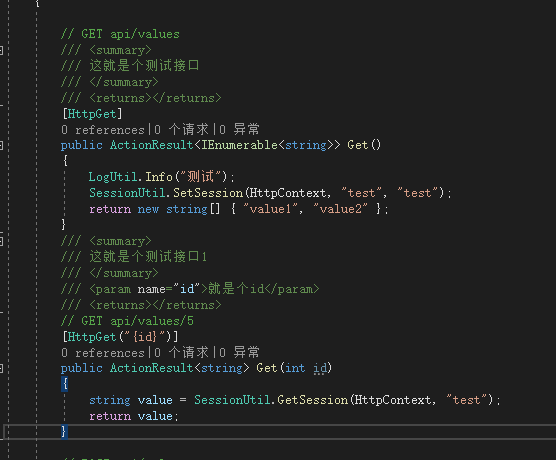 {
// GET api/values
/// <summary>
/// 这就是个测试接口
/// </summary>
/// <returns></returns>
[HttpGet]
0 references|0 个请求|0 异常
public ActionResult<IEnumerable<string>> Get()
{
LogUtil.Info("测试");
SessionUtil.SetSession(HttpContext, "test", "test");
return new string[] { "value1", "value2" };
}
/// <summary>
/// 这就是个测试接口1
/// </summary>
/// <param name="id">就是个id</param>
/// <returns></returns>
// GET api/values/5
[HttpGet("{id}")]
0 references|0 个请求|0 异常
public ActionResult<string> Get(int id)
{
string value = SessionUtil.GetSession(HttpContext, "test");
return value;
}